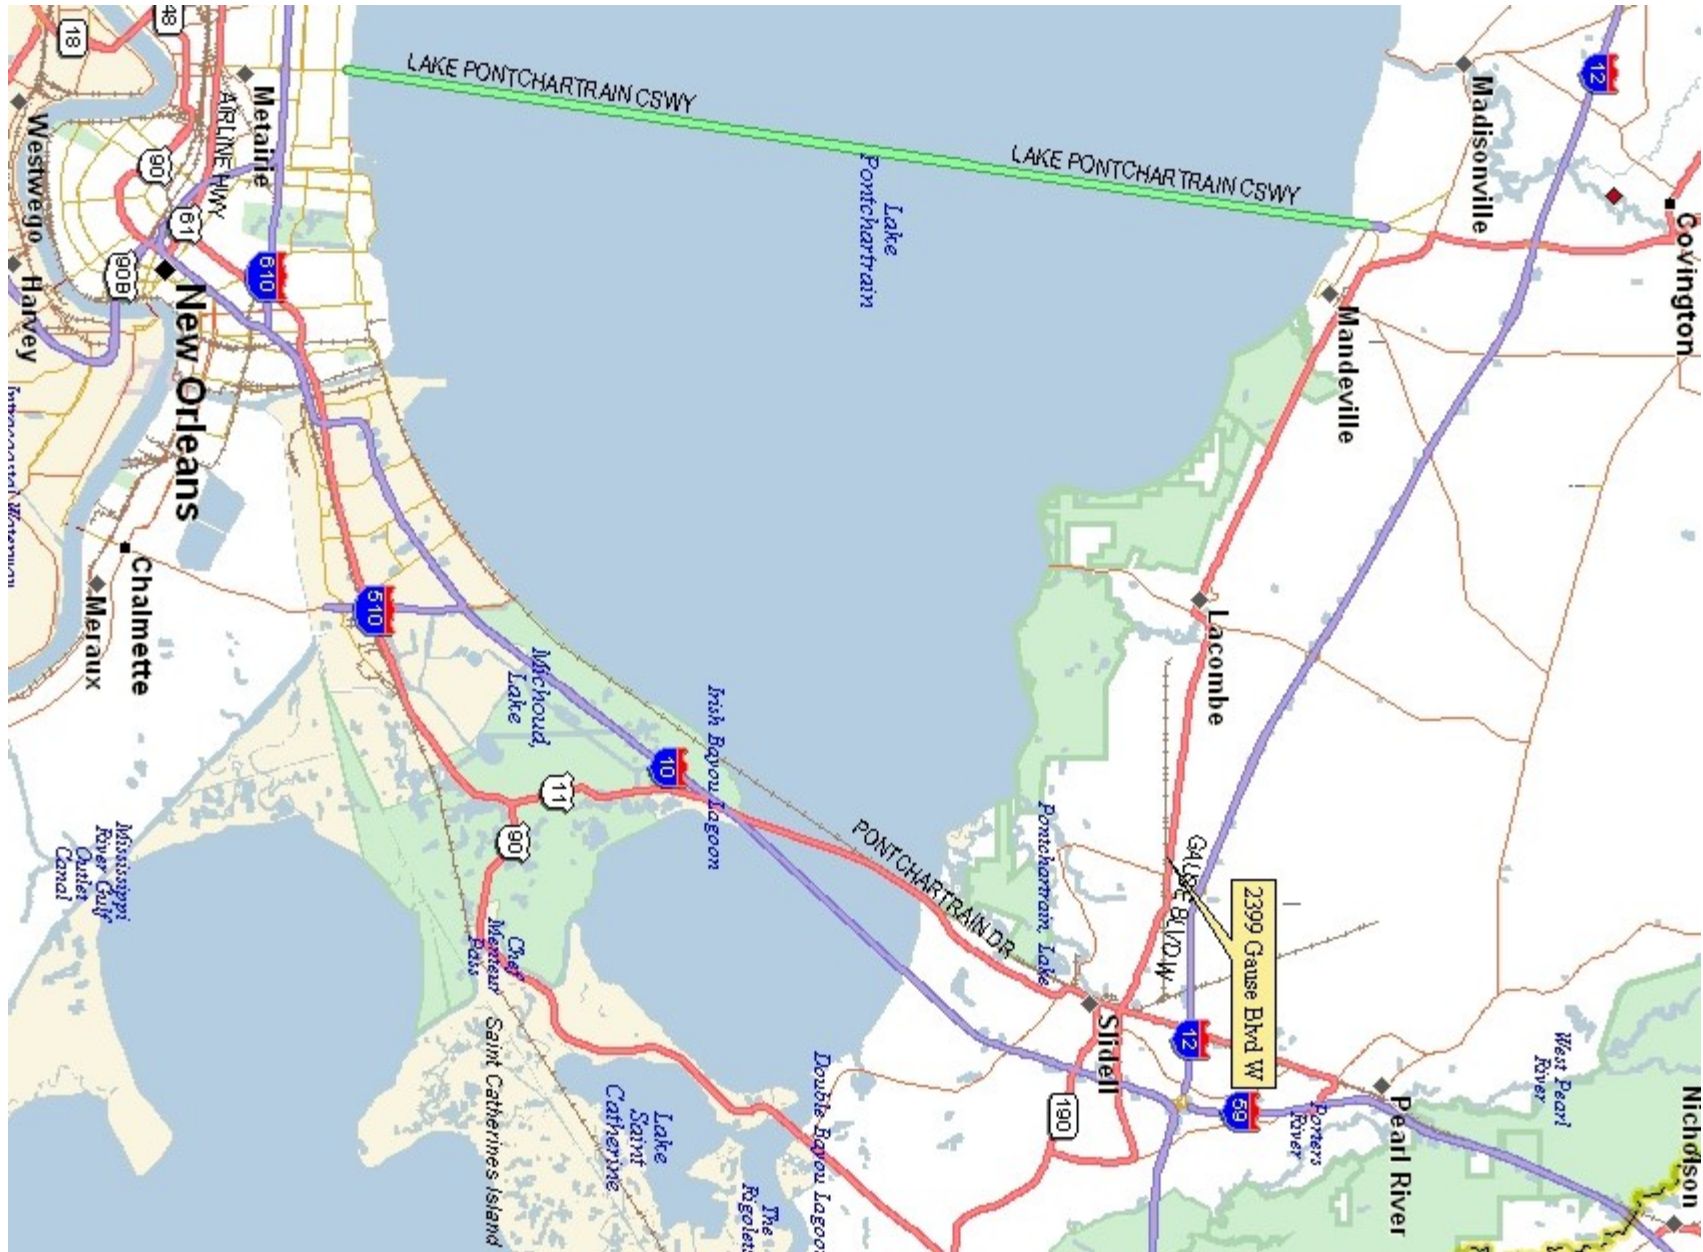 Covington
Nicholson
Madisonville
12
Mandeville
Pearl River
West Pearl
River
Porters
River
2399 Gause Blvd W
59
12
GAUSE BLVD W
Lacombe
LAKE PONTCHARTRAIN CSWY
Slidell
190
Pontchartrain, Lake
PONTCHARTRAIN DR
Lake
Pontchartrain
Double Bayou Lagoon
The
Rigolets
Irish Bayou Lagoon
10
Lake
Saint
Catherine
LAKE PONTCHARTRAIN CSWY
11
Michoud,
Lake
90
Chef
Menteur
Pass
Saint Catherines Island
510
Metairie
610
AIRLINE HWY
61
New Orleans
48
90
90B
Chalmette
Mississippi
River Gulf
Outlet
Canal
Meraux
18
Westwego
Harvey